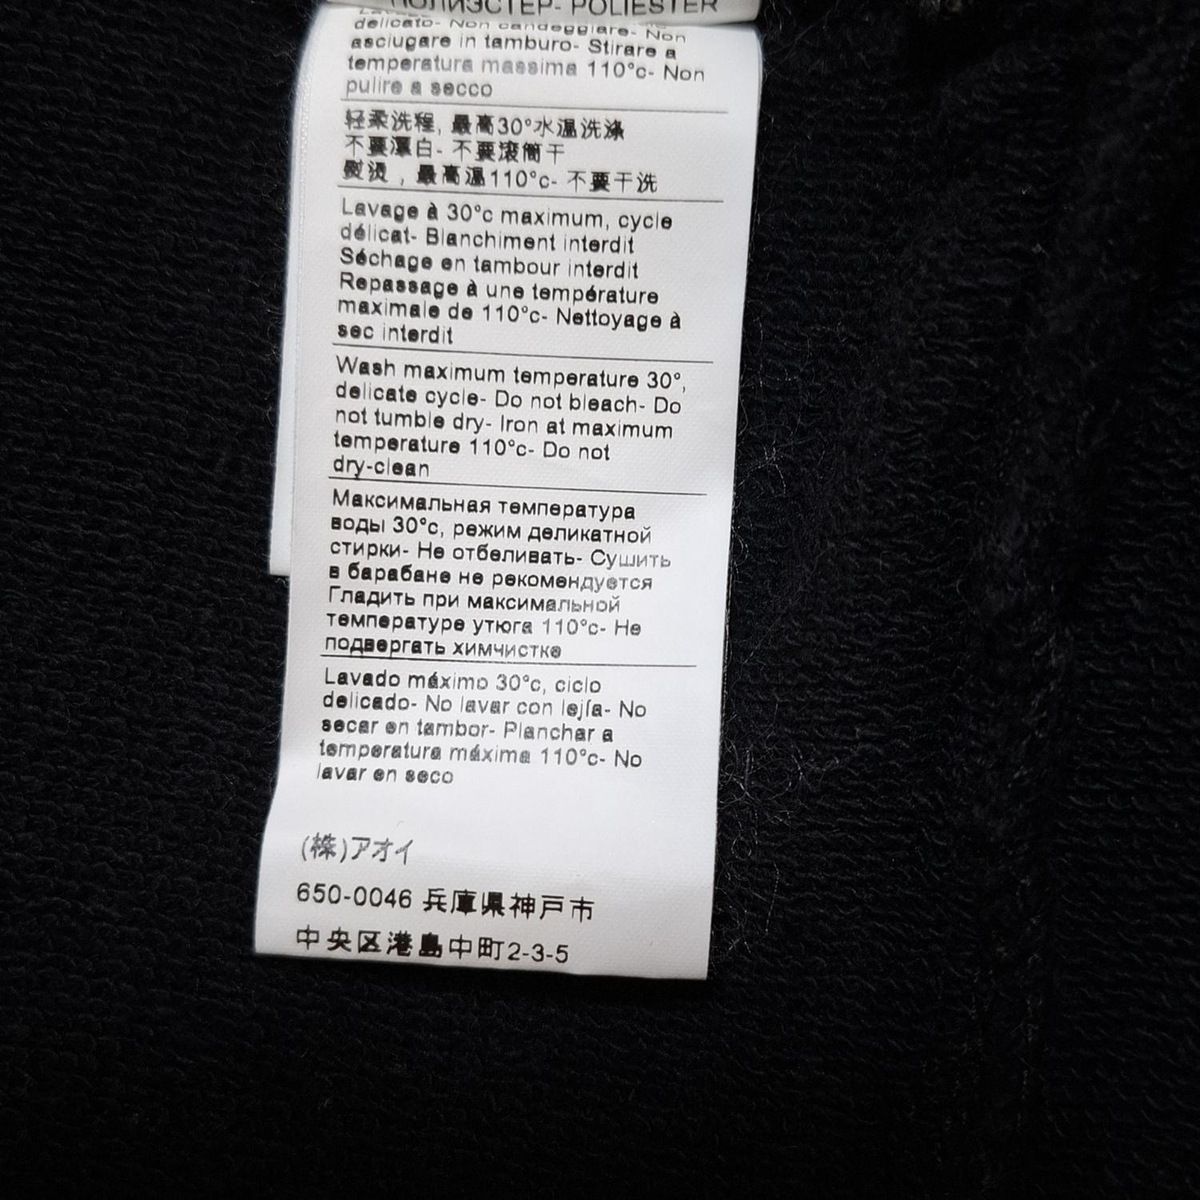 ПОЛИЭСТЕР- POLIESTER
delicato- Non candeggiare- Non
asciugare in tamburo- Stirare a
temperatura massima 110°c- Non
pulire a secco
轻柔洗程, 最高30°水温洗涤
不要漂白- 不要滚筒干
熨烫，最高温110°c- 不要干洗
Lavage à 30°c maximum, cycle
délicat- Blanchiment interdit
Séchage en tambour interdit
Repassage à une température
maximale de 110°c- Nettoyage à
sec interdit
Wash maximum temperature 30°,
delicate cycle- Do not bleach- Do
not tumble dry- Iron at maximum
temperature 110°c- Do not
dry-clean
Максимальная температура
воды 30°c, режим деликатной
стирки- Не отбеливать- Сушить
в барабане не рекомендуется
Гладить при максимальной
температуре утюга 110°c- Не
подвергать химчистке
Lavado máximo 30°c, ciclo
delicado- No lavar con lejía- No
secar en tambor- Planchar a
temperatura máxima 110°c- No
lavar en seco
(株)アオイ
650-0046 兵庫県神戸市
中央区港島中町2-3-5